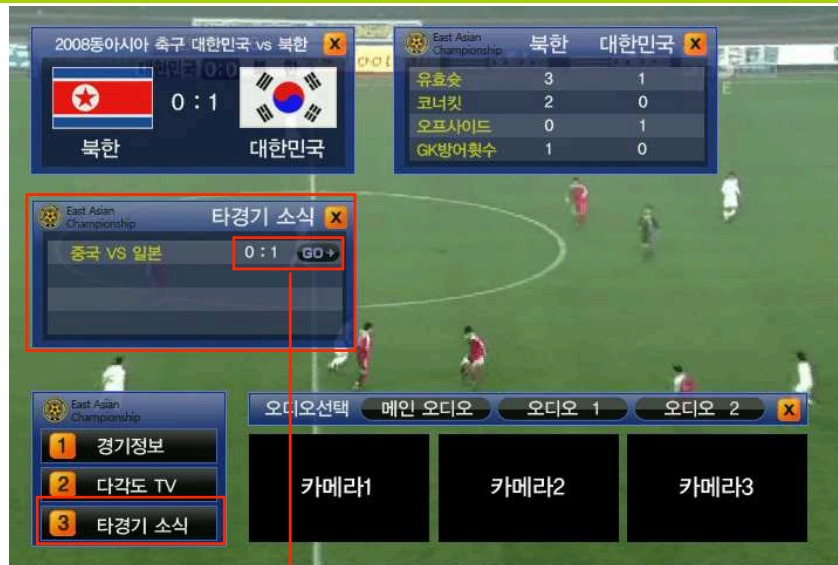 2008동아시아 축구 대한민국 vs 북한 X
0 : 1
북한 대한민국
East Asian
Championship
북한 대한민국 X
유효슛 3 1
코너킷 2 0
오프사이드 0 1
GK방어횟수 1 0
East Asian
Championship
타경기 소식 X
중국 VS 일본 0 : 1 GO
East Asian
Championship
1 경기정보
2 다각도 TV
3 타경기 소식
오디오선택 메인 오디오 오디오 1 오디오 2 X
카메라1 카메라2 카메라3